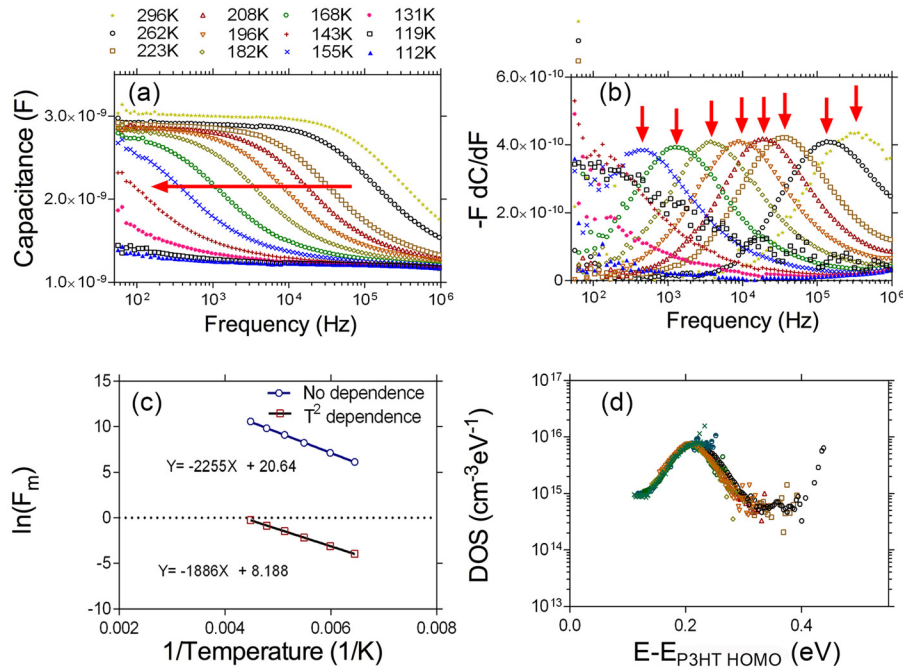 296K 208K 168K 131K
262K 196K 143K 119K
223K 182K 155K 112K
(a)
Capacitance (F)
3.0×10⁻⁹
2.0×10⁻⁹
1.0×10⁻⁹
10² 10³ 10⁴ 10⁵ 10⁶
Frequency (Hz)
(b)
-F dC/dF
6.0×10⁻¹⁰
4.0×10⁻¹⁰
2.0×10⁻¹⁰
0
10² 10³ 10⁴ 10⁵ 10⁶
Frequency (Hz)
(c)
No dependence
T² dependence
ln(Fₘ)
15
10
5
0
-5
-10
Y= -2255X + 20.64
Y= -1886X + 8.188
0.002 0.004 0.006 0.008
1/Temperature (1/K)
(d)
DOS (cm⁻³eV⁻¹)
10¹⁷
10¹⁶
10¹⁵
10¹⁴
10¹³
0.0 0.2 0.4
E-E_P3HT HOMO (eV)